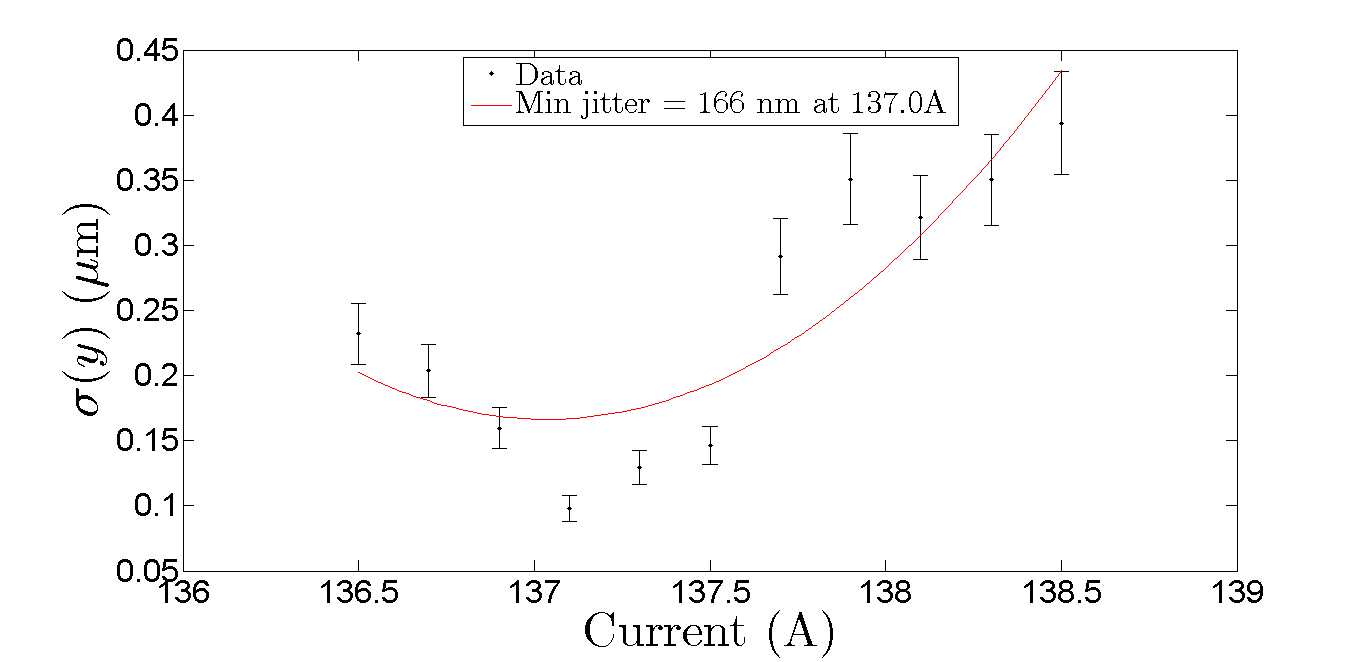 Data
Min jitter = 166 nm at 137.0A
0.45
0.4
0.35
0.3
0.25
0.2
0.15
0.1
0.05
σ(y) (μm)
136 136.5 137 137.5 138 138.5 139
Current (A)